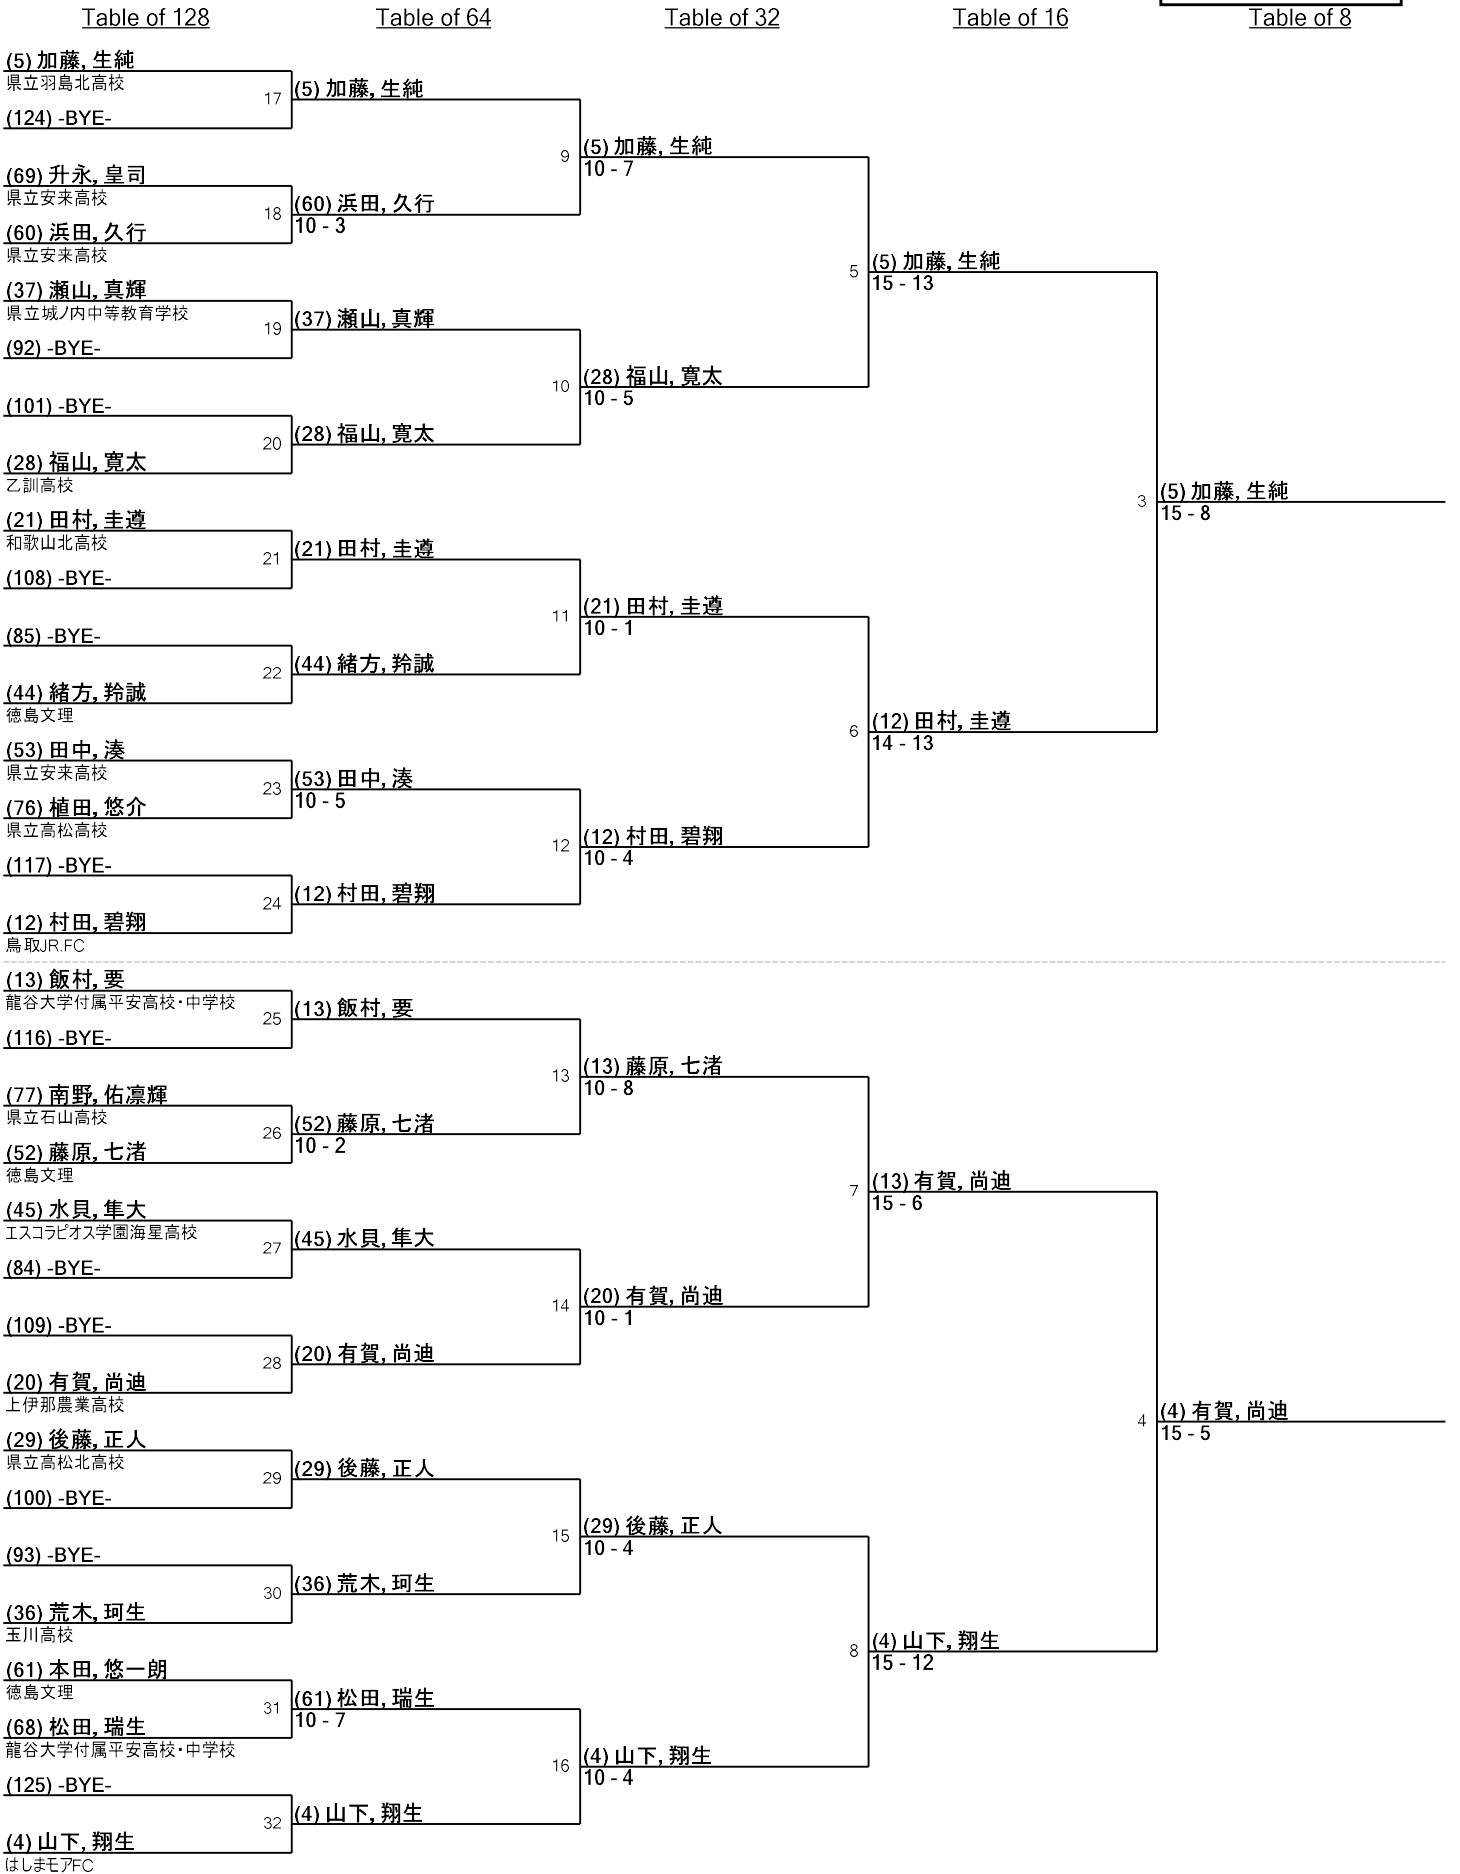 Table of 128
Table of 64
Table of 32
Table of 16
Table of 8
(5) 加藤, 生純
県立羽島北高校
17
(124) -BYE-
(69) 升永, 皇司
県立安来高校
18
(60) 浜田, 久行
県立安来高校
(37) 瀬山, 真輝
県立城ノ内中等教育学校
19
(92) -BYE-
(101) -BYE-
20
(28) 福山, 寛太
乙訓高校
(21) 田村, 圭遵
和歌山北高校
21
(108) -BYE-
(85) -BYE-
22
(44) 緒方, 羚誠
徳島文理
(53) 田中, 湊
県立安来高校
23
(76) 植田, 悠介
県立高松高校
(117) -BYE-
24
(12) 村田, 碧翔
鳥取JR.FC
(13) 飯村, 要
龍谷大学付属平安高校・中学校
25
(116) -BYE-
(77) 南野, 佑凛輝
県立石山高校
26
(52) 藤原, 七渚
徳島文理
(45) 水貝, 隼大
エスコラピオス学園海星高校
27
(84) -BYE-
(109) -BYE-
28
(20) 有賀, 尚迪
上伊那農業高校
(29) 後藤, 正人
県立高松北高校
29
(100) -BYE-
(93) -BYE-
30
(36) 荒木, 珂生
玉川高校
(61) 本田, 悠一朗
徳島文理
31
(68) 松田, 瑞生
龍谷大学付属平安高校・中学校
(125) -BYE-
32
(4) 山下, 翔生
はしまモアFC
(5) 加藤, 生純
9
(60) 浜田, 久行
10 - 3
(37) 瀬山, 真輝
10
(28) 福山, 寛太
(21) 田村, 圭遵
11
(44) 緒方, 羚誠
(53) 田中, 湊
10 - 5
12
(12) 村田, 碧翔
(13) 飯村, 要
13
(52) 藤原, 七渚
10 - 2
(45) 水貝, 隼大
14
(20) 有賀, 尚迪
(29) 後藤, 正人
15
(36) 荒木, 珂生
(61) 松田, 瑞生
10 - 7
16
(4) 山下, 翔生
(5) 加藤, 生純
10 - 7
5
(28) 福山, 寛太
10 - 5
(21) 田村, 圭遵
10 - 1
6
(12) 村田, 碧翔
10 - 4
(13) 藤原, 七渚
10 - 8
7
(20) 有賀, 尚迪
10 - 1
(29) 後藤, 正人
10 - 4
8
(4) 山下, 翔生
10 - 4
(5) 加藤, 生純
15 - 13
3
(12) 田村, 圭遵
14 - 13
(13) 有賀, 尚迪
15 - 6
4
(4) 山下, 翔生
15 - 12
(5) 加藤, 生純
15 - 8
(4) 有賀, 尚迪
15 - 5